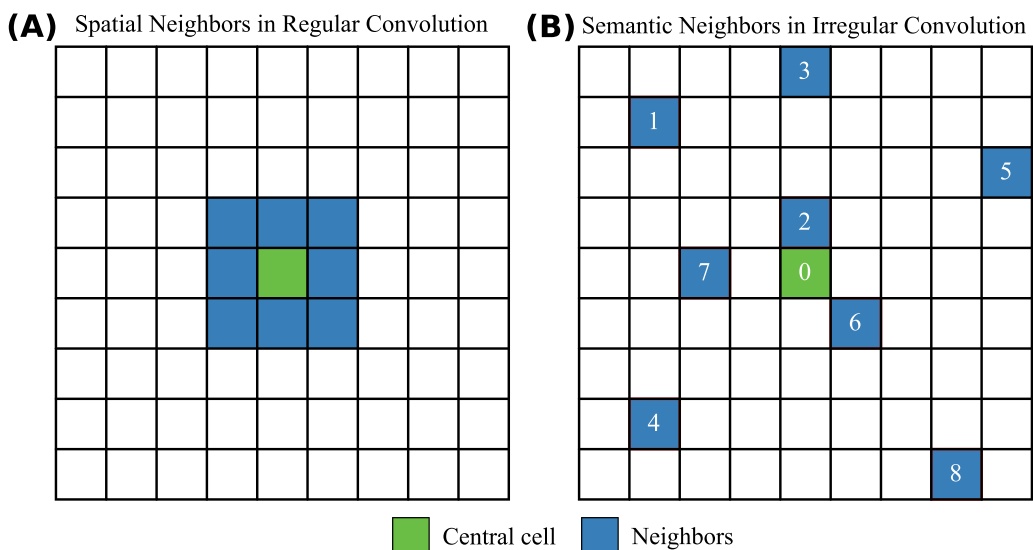 (A) Spatial Neighbors in Regular Convolution
(B) Semantic Neighbors in Irregular Convolution
3
1
5
2
7 0
6
4
8
Central cell
Neighbors